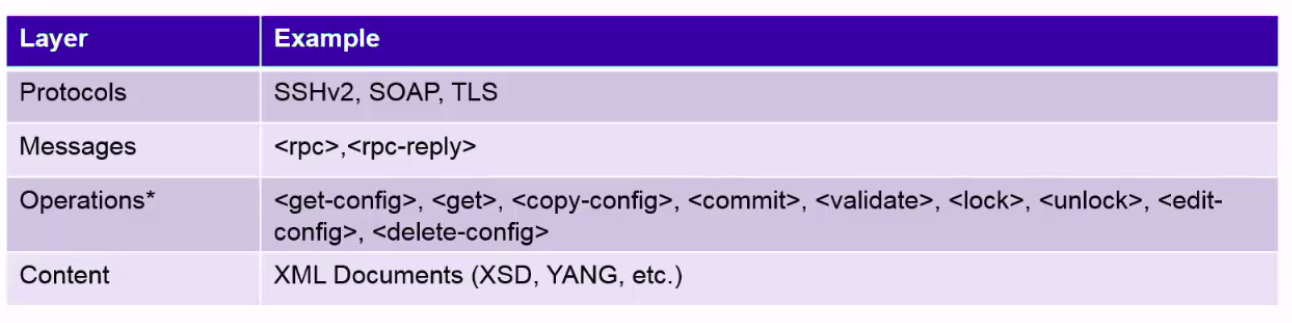 Layer Example
Protocols SSHv2, SOAP, TLS
Messages <rpc>,<rpc-reply>
Operations* <get-config>, <get>, <copy-config>, <commit>, <validate>, <lock>, <unlock>, <edit-
config>, <delete-config>
Content XML Documents (XSD, YANG, etc.)